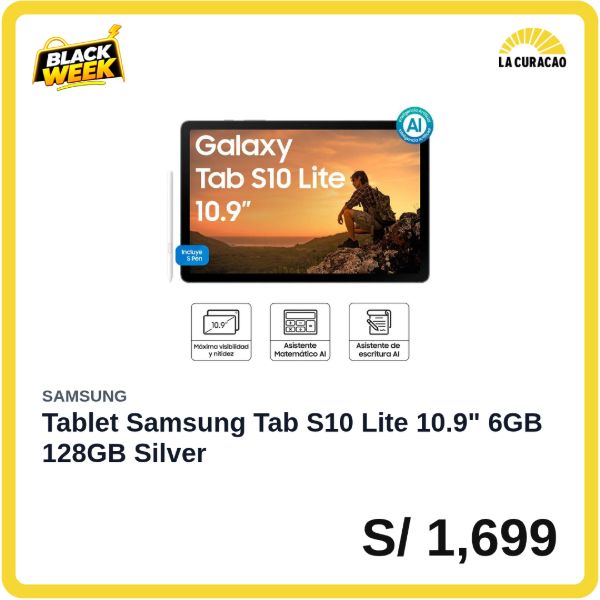 BLACK
WEEK
LA CURACAO
AI
Galaxy
Tab S10 Lite
10.9"
Incluye
S Pen
10.9"
Máxima visibilidad
y nitidez
Asistente
Matemático AI
Asistente de
escritura AI
SAMSUNG
Tablet Samsung Tab S10 Lite 10.9" 6GB
128GB Silver
S/ 1,699